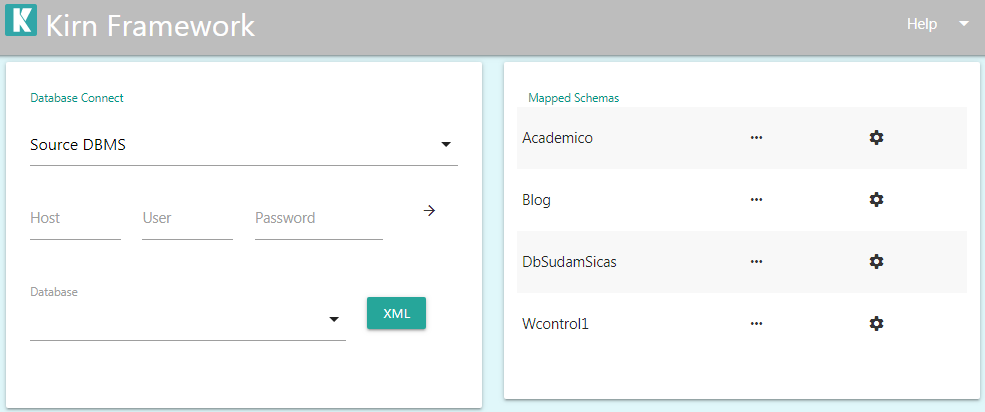 K Kirn Framework
Help
Database Connect
Source DBMS
Host User Password
Database
XML
Mapped Schemas
Academico
Blog
DbSudamSicas
Wcontrol1